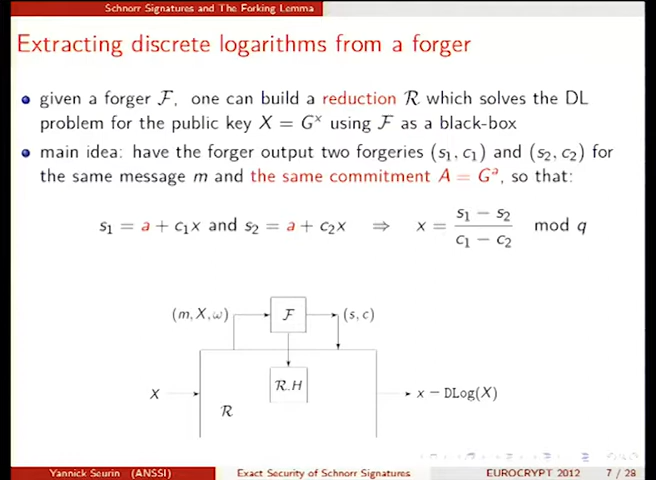 Schnorr Signatures and The Forking Lemma
Extracting discrete logarithms from a forger
given a forger F, one can build a reduction R which solves the DL
problem for the public key X = Gˣ using F as a black-box
main idea: have the forger output two forgeries (s₁, c₁) and (s₂, c₂) for
the same message m and the same commitment A = Gᵃ, so that:
s₁ = a + c₁x and s₂ = a + c₂x ⇒ x = (s₁ − s₂)/(c₁ − c₂) mod q
(m, X, ω) F (s, c)
R.H
X R x = DLog(X)
Yannick Seurin (ANSSI) Exact Security of Schnorr Signatures EUROCRYPT 2012 7 / 28